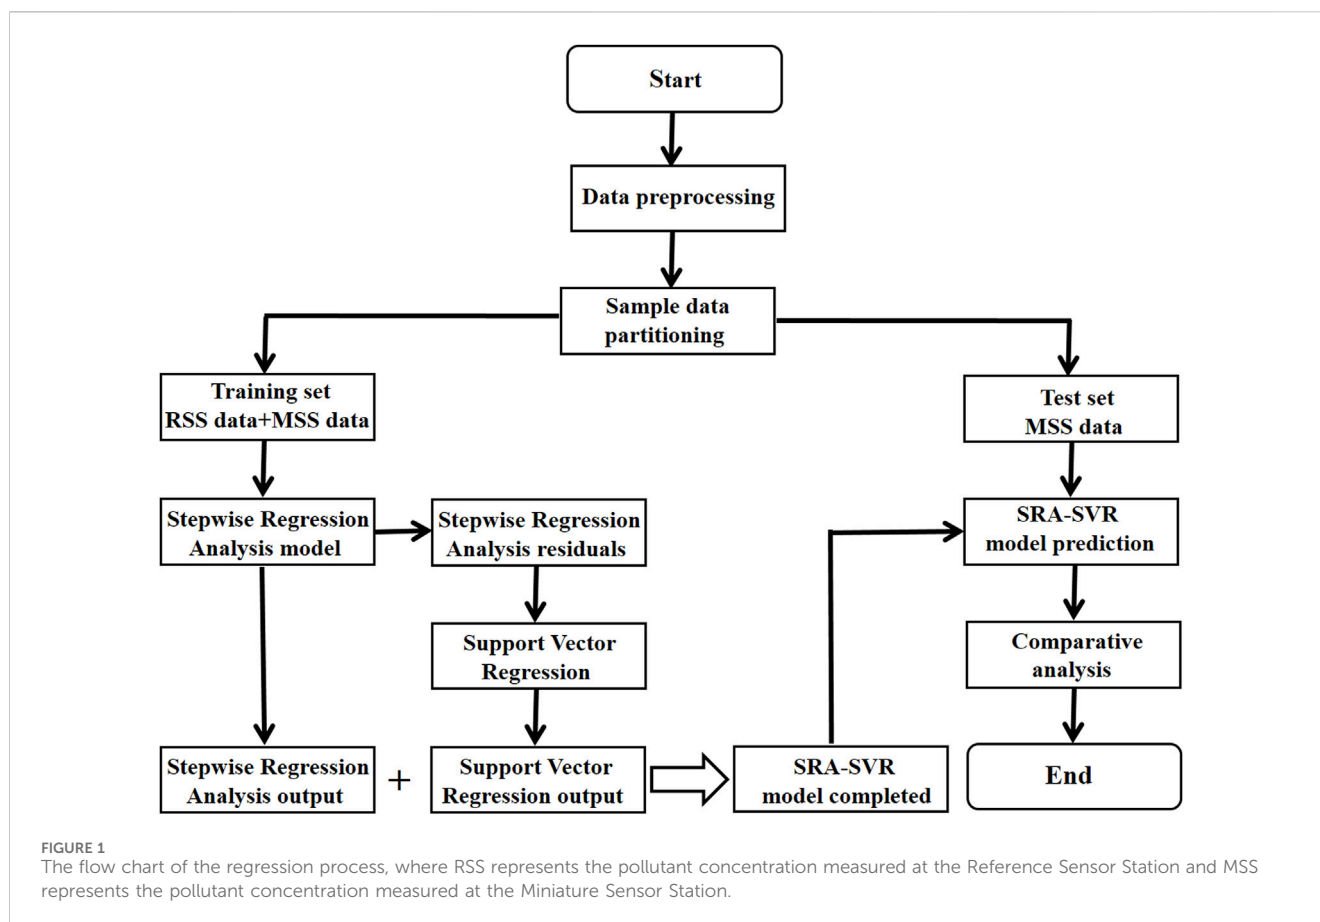 Start
Data preprocessing
Sample data
partitioning
Training set
RSS data+MSS data
Test set
MSS data
Stepwise Regression
Analysis model
Stepwise Regression
Analysis residuals
SRA-SVR
model prediction
Support Vector
Regression
Comparative
analysis
Stepwise Regression
Analysis output
+
Support Vector
Regression output
SRA-SVR
model completed
End
FIGURE 1
The flow chart of the regression process, where RSS represents the pollutant concentration measured at the Reference Sensor Station and MSS
represents the pollutant concentration measured at the Miniature Sensor Station.